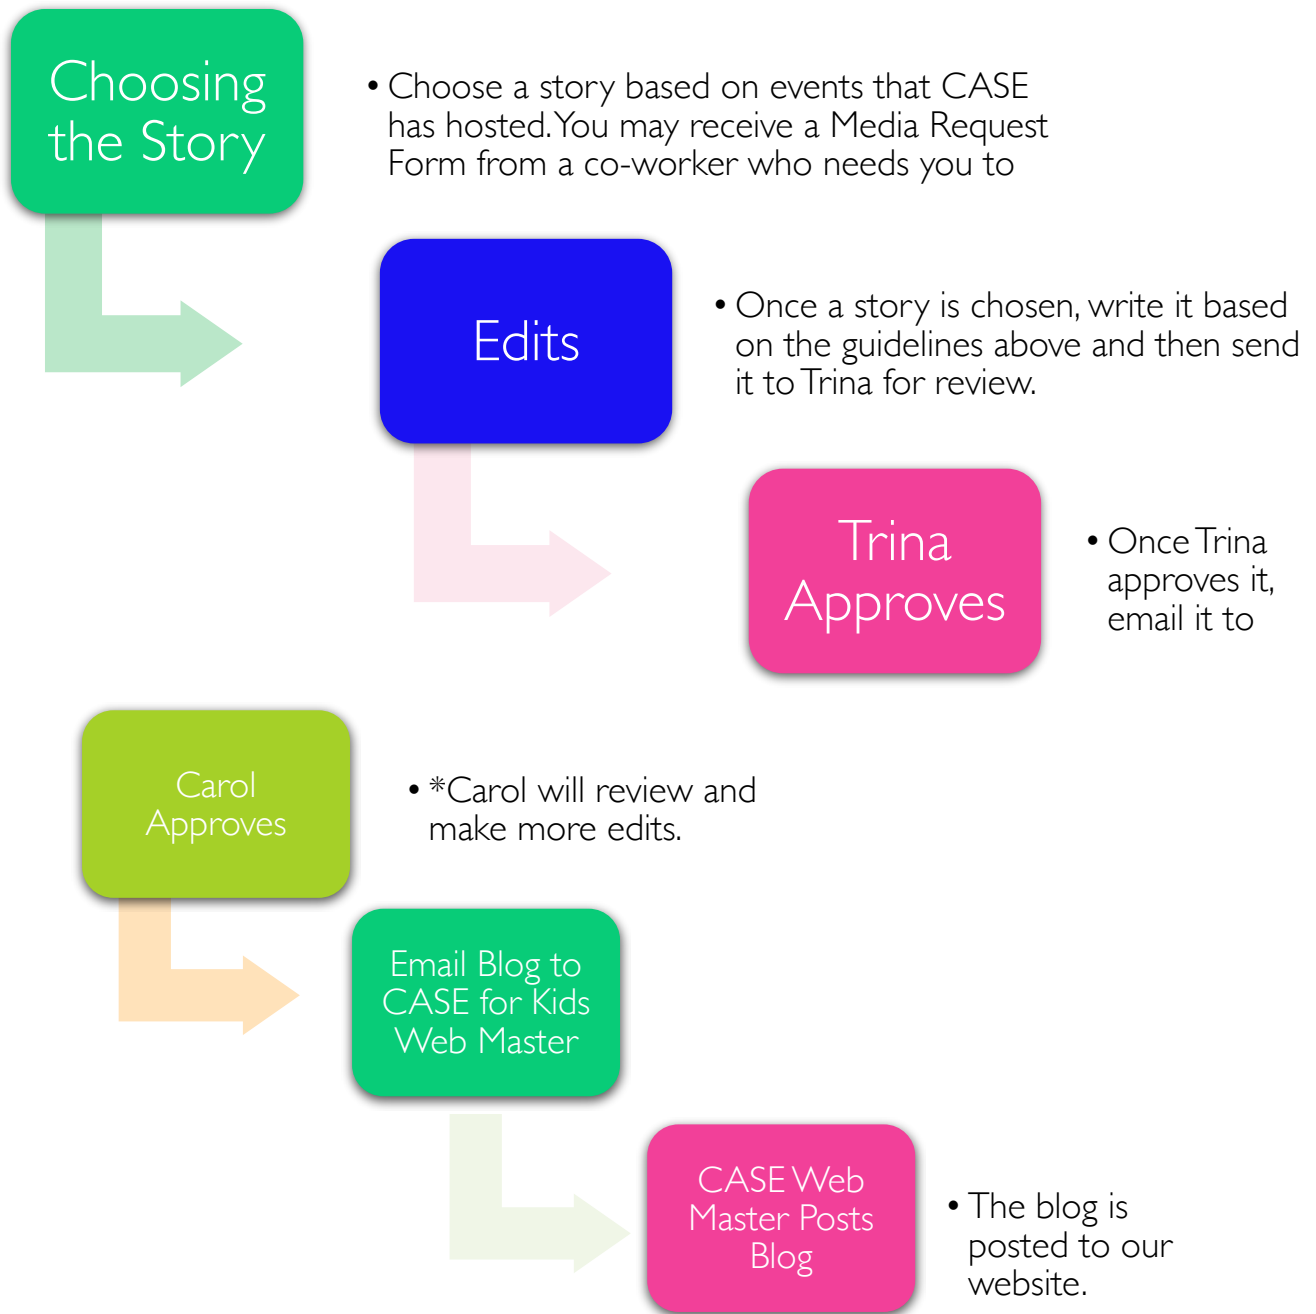 Choosing
the Story
• Choose a story based on events that CASE
has hosted. You may receive a Media Request
Form from a co-worker who needs you to
Edits
• Once a story is chosen, write it based
on the guidelines above and then send
it to Trina for review.
Trina
Approves
• Once Trina
approves it,
email it to
Carol
Approves
• *Carol will review and
make more edits.
Email Blog to
CASE for Kids
Web Master
CASE Web
Master Posts
Blog
• The blog is
posted to our
website.